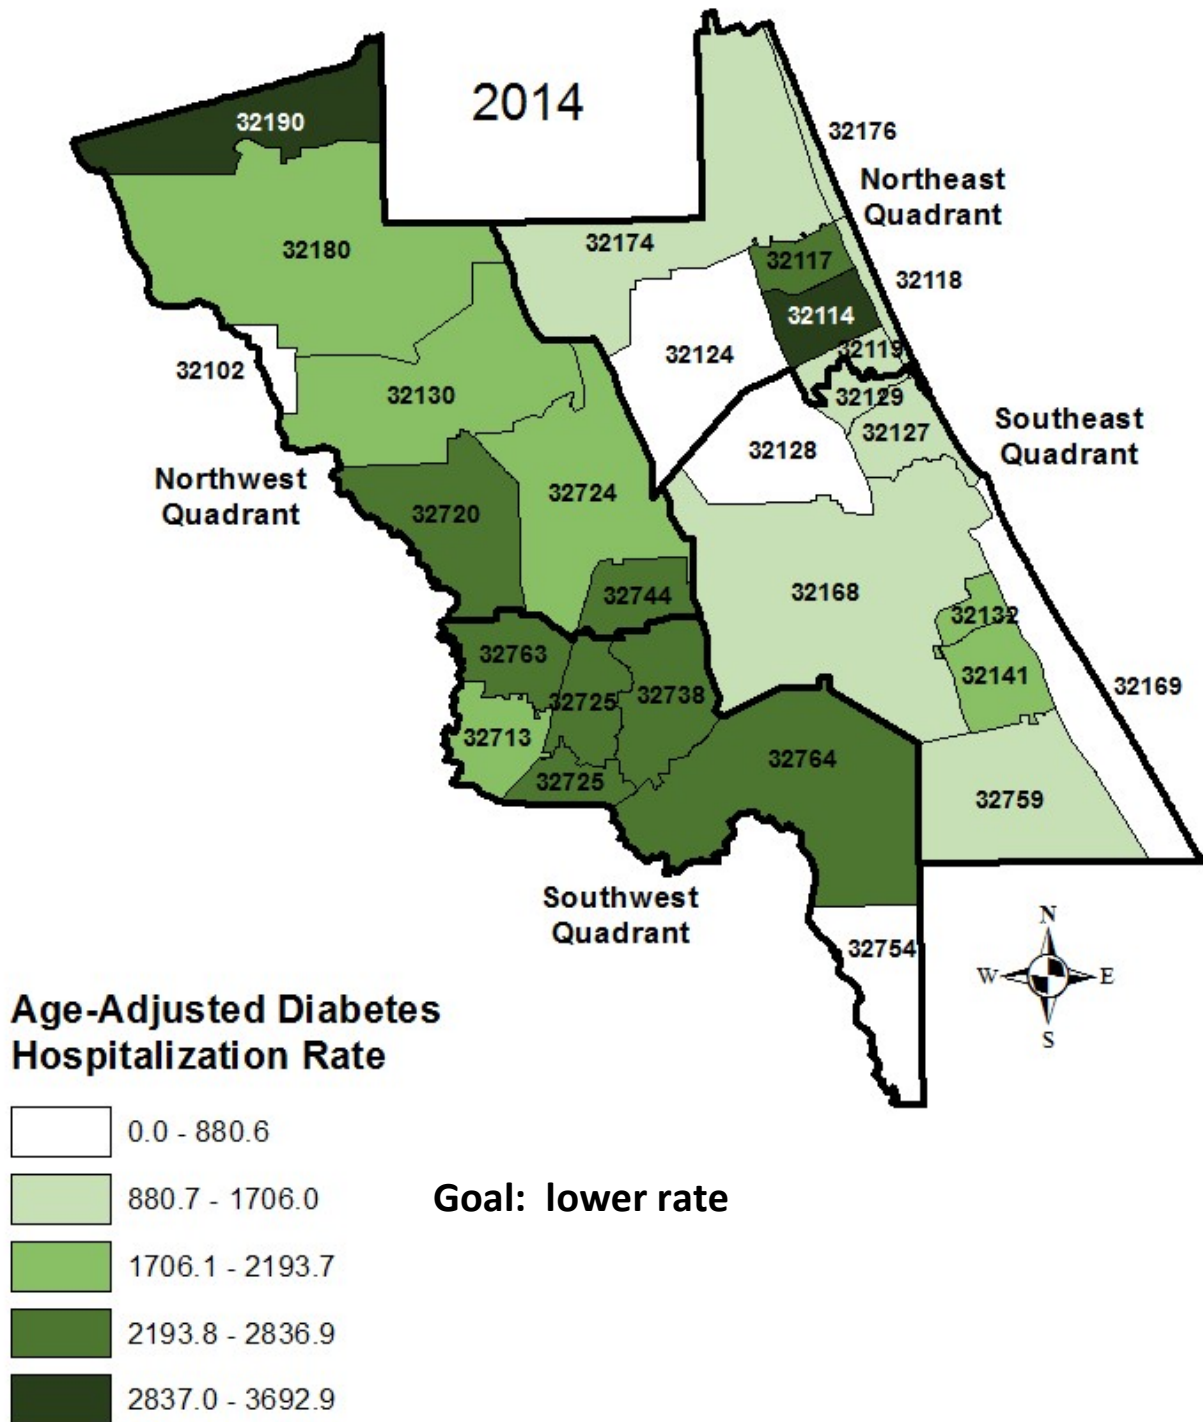 2014
32190
32176
Northeast
Quadrant
32174
32180
32117
32118
32114
32124
32119
32102
32130
32129
Southeast
Quadrant
32127
32128
Northwest
Quadrant
32724
32720
32168
32744
32132
32763
32141
32169
32725
32738
32713
32764
32725
32759
Southwest
Quadrant
32754
N
W
E
S
Age-Adjusted Diabetes
Hospitalization Rate
0.0 - 880.6
880.7 - 1706.0
Goal: lower rate
1706.1 - 2193.7
2193.8 - 2836.9
2837.0 - 3692.9